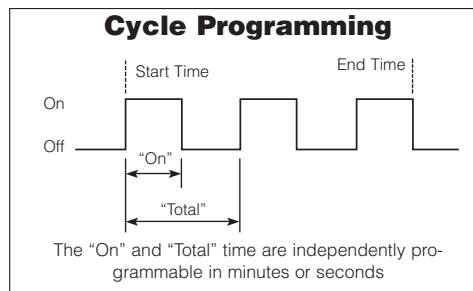 Cycle Programming
Start Time
End Time
On
Off
“On”
“Total”
The “On” and “Total” time are independently pro-
grammable in minutes or seconds